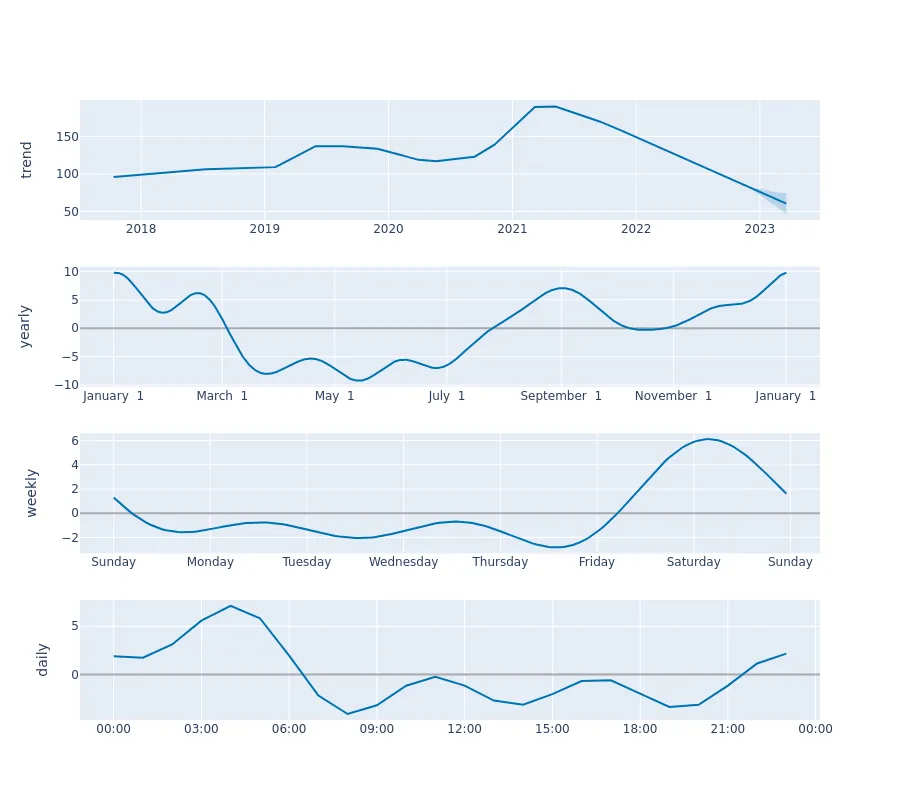 trend
150
100
50
2018 2019 2020 2021 2022 2023
yearly
10
5
0
−5
−10
January 1 March 1 May 1 July 1 September 1 November 1 January 1
weekly
6
4
2
0
−2
Sunday Monday Tuesday Wednesday Thursday Friday Saturday Sunday
daily
5
0
00:00 03:00 06:00 09:00 12:00 15:00 18:00 21:00 00:00